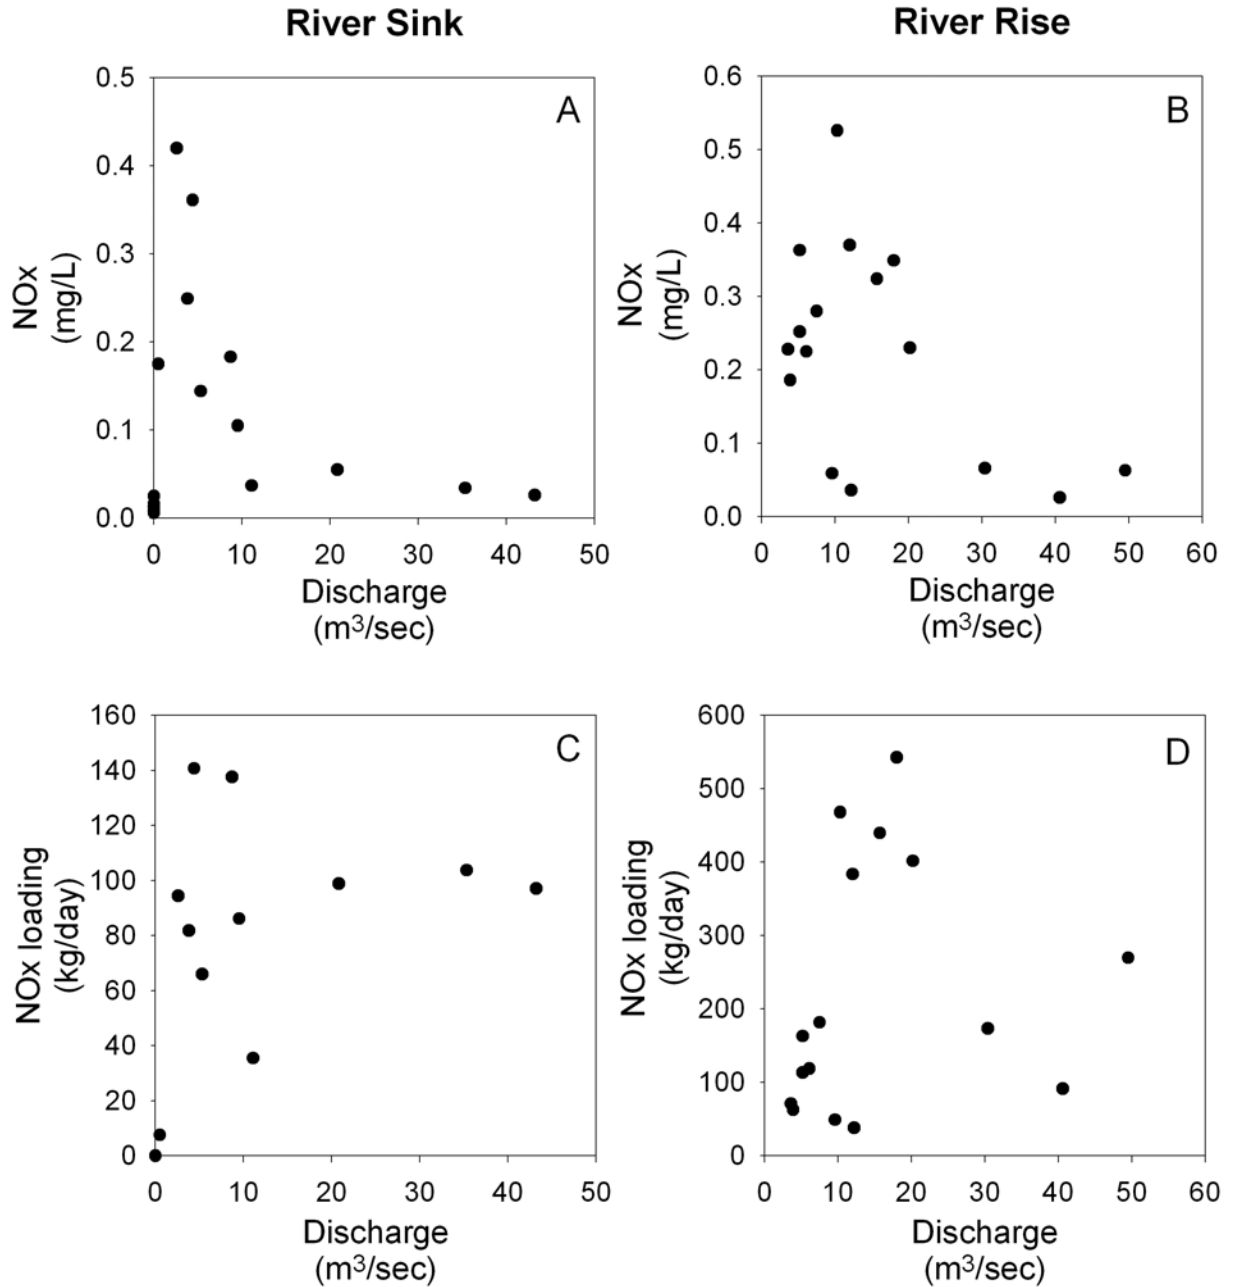 River Sink
River Rise
A
0.5
0.4
0.3
0.2
0.1
0.0
NOx
(mg/L)
0 10 20 30 40 50
Discharge
(m³/sec)
B
0.6
0.5
0.4
0.3
0.2
0.1
0.0
NOx
(mg/L)
0 10 20 30 40 50 60
Discharge
(m³/sec)
C
160
140
120
100
80
60
40
20
0
NOx loading
(kg/day)
0 10 20 30 40 50
Discharge
(m³/sec)
D
600
500
400
300
200
100
0
NOx loading
(kg/day)
0 10 20 30 40 50 60
Discharge
(m³/sec)